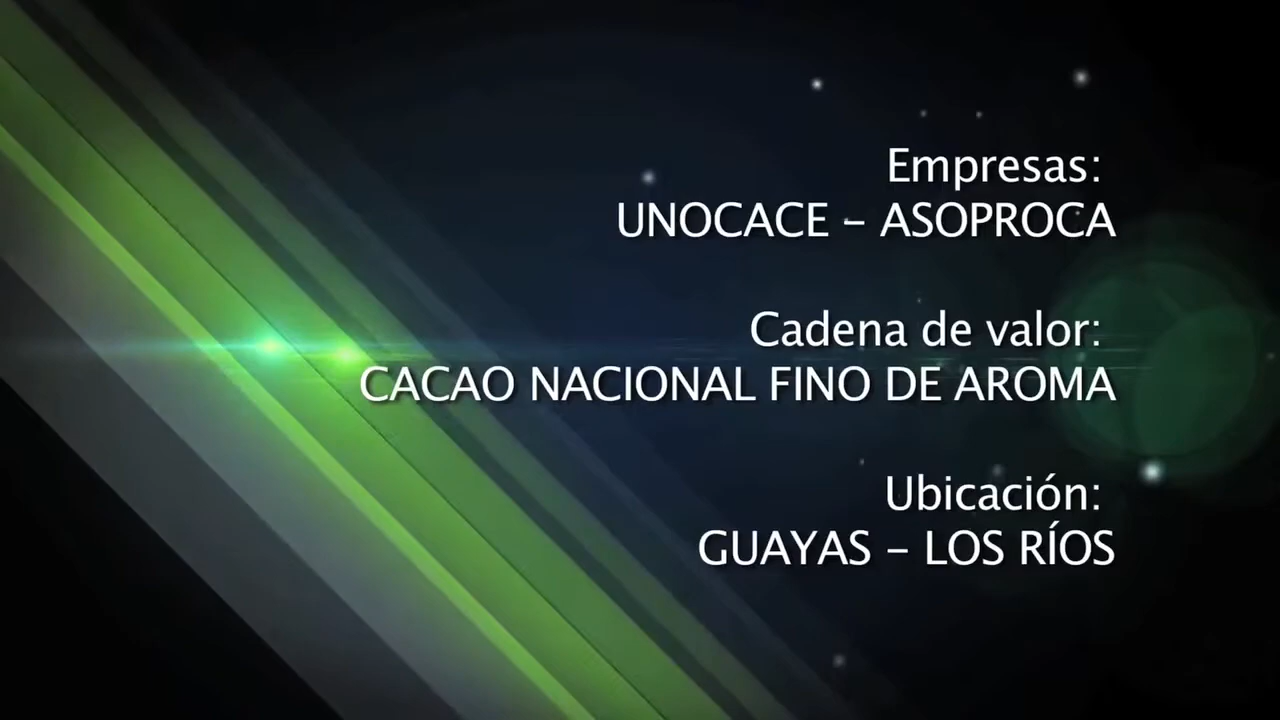 Empresas:
UNOCACE – ASOPROCA
Cadena de valor:
CACAO NACIONAL FINO DE AROMA
Ubicación:
GUAYAS – LOS RÍOS